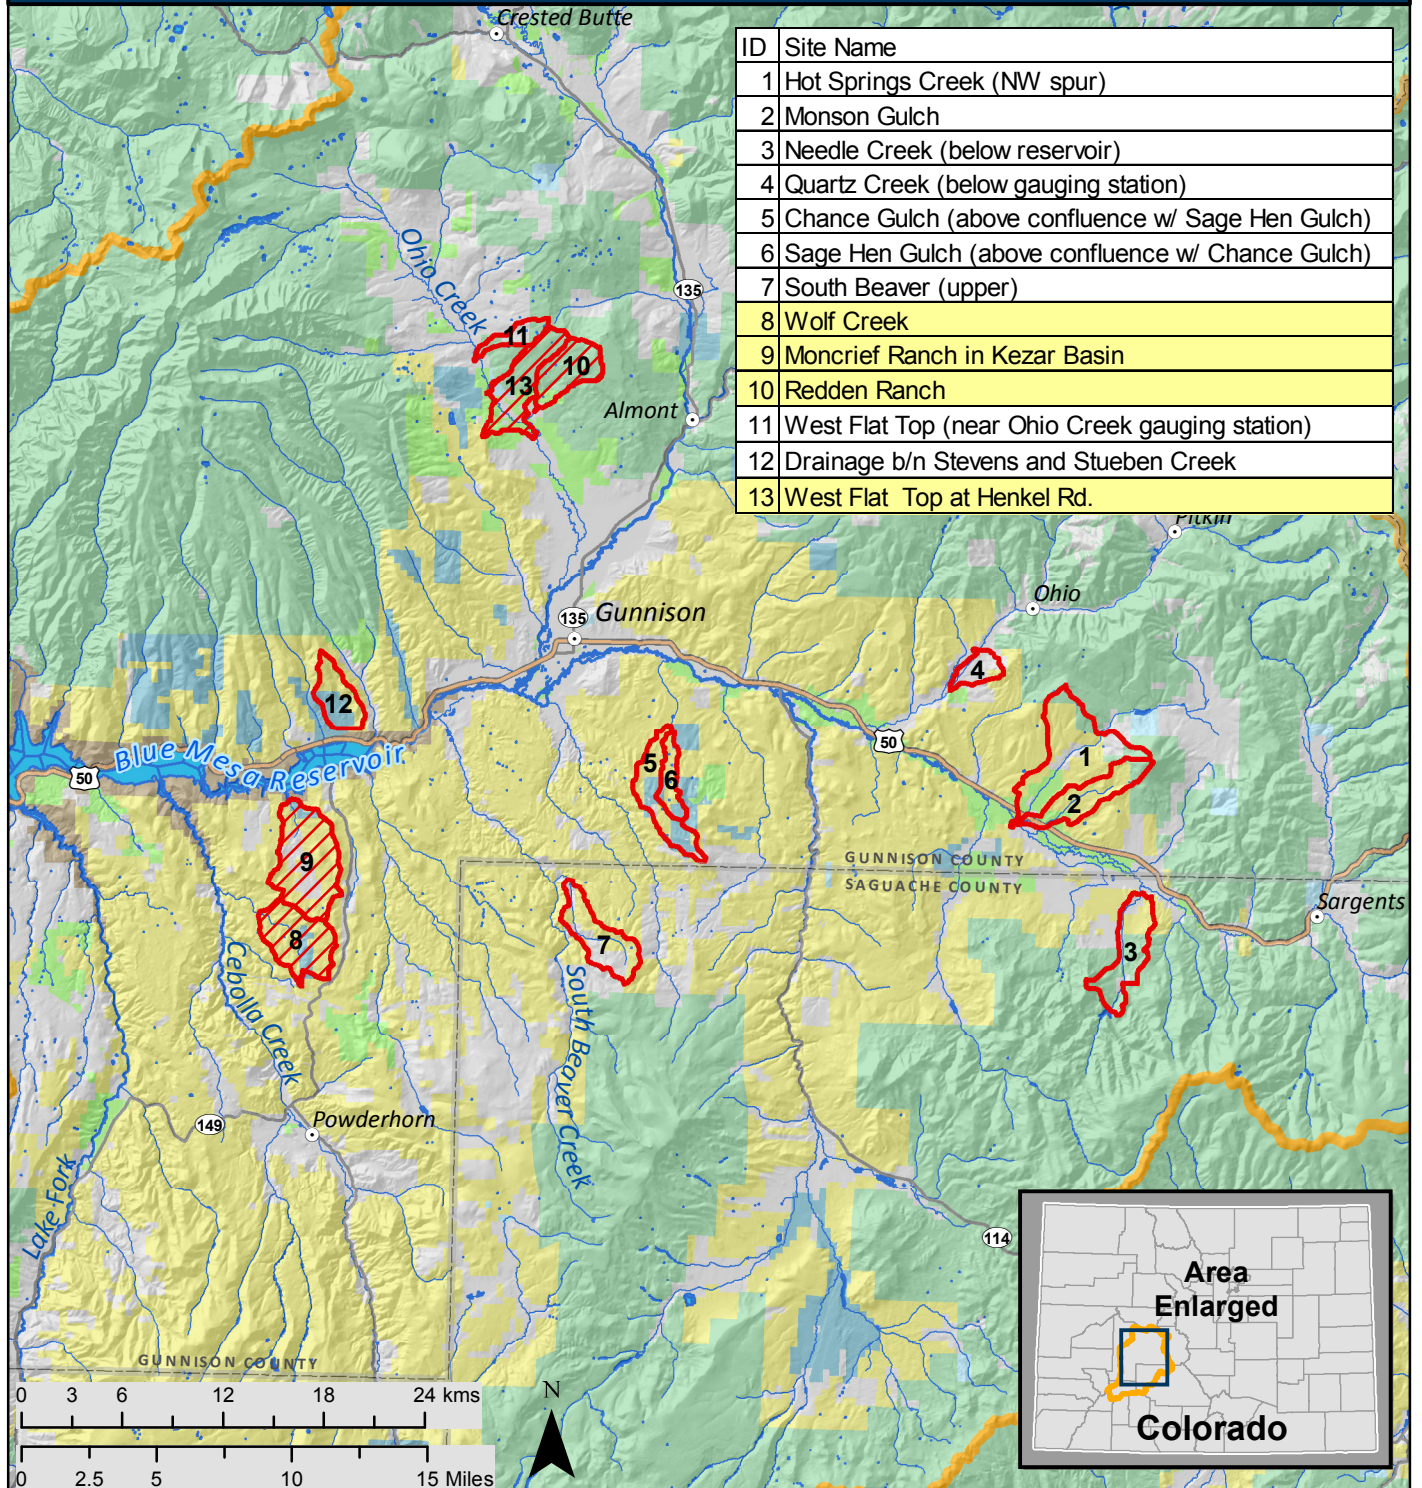 Crested Butte
ID Site Name
1 Hot Springs Creek (NW spur)
2 Monson Gulch
3 Needle Creek (below reservoir)
4 Quartz Creek (below gauging station)
5 Chance Gulch (above confluence w/ Sage Hen Gulch)
6 Sage Hen Gulch (above confluence w/ Chance Gulch)
7 South Beaver (upper)
8 Wolf Creek
9 Moncrief Ranch in Kezar Basin
10 Redden Ranch
11 West Flat Top (near Ohio Creek gauging station)
12 Drainage b/n Stevens and Stueben Creek
13 West Flat Top at Henkel Rd.
Ohio Creek
135
11
10
13
Almont
Pitkin
Ohio
135
Gunnison
4
12
50
Blue Mesa Reservoir
50
5
6
1
2
9
GUNNISON COUNTY
SAGUACHE COUNTY
Sargents
8
7
3
Cebolla Creek
South Beaver Creek
Powderhorn
149
Lake Fork
114
GUNNISON COUNTY
Area
Enlarged
Colorado
0 3 6 12 18 24 kms
N
0 2.5 5 10 15 Miles